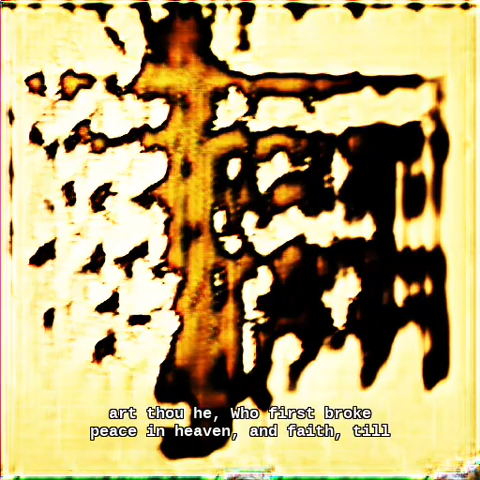 art thou he, Who first broke
peace in heaven, and faith, till